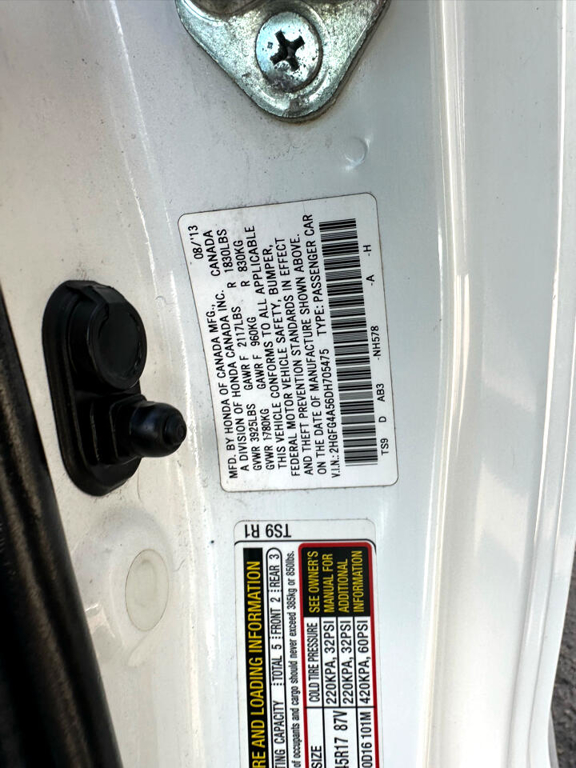 08/'13
MFD. BY HONDA OF CANADA MFG., CANADA
A DIVISION OF HONDA CANADA INC.
GVWR 3925LBS GAWR F 2117LBS R 1830LBS
GVWR 1780KG GAWR F 960KG R 830KG
THIS VEHICLE CONFORMS TO ALL APPLICABLE
FEDERAL MOTOR VEHICLE SAFETY, BUMPER,
AND THEFT PREVENTION STANDARDS IN EFFECT
ON THE DATE OF MANUFACTURE SHOWN ABOVE.
V.I.N.: 2HGFG4A56DH705475 TYPE: PASSENGER CAR
TS9 D AB3 -NH578 -A -H
TS9 R1
RE AND LOADING INFORMATION
TING CAPACITY TOTAL 5 FRONT 2 REAR 3
of occupants and cargo should never exceed 385kg or 850lbs.
SIZE COLD TIRE PRESSURE SEE OWNER'S
5R17 87V 220KPA, 32PSI MANUAL FOR
220KPA, 32PSI ADDITIONAL
0D16 101M 420KPA, 60PSI INFORMATION